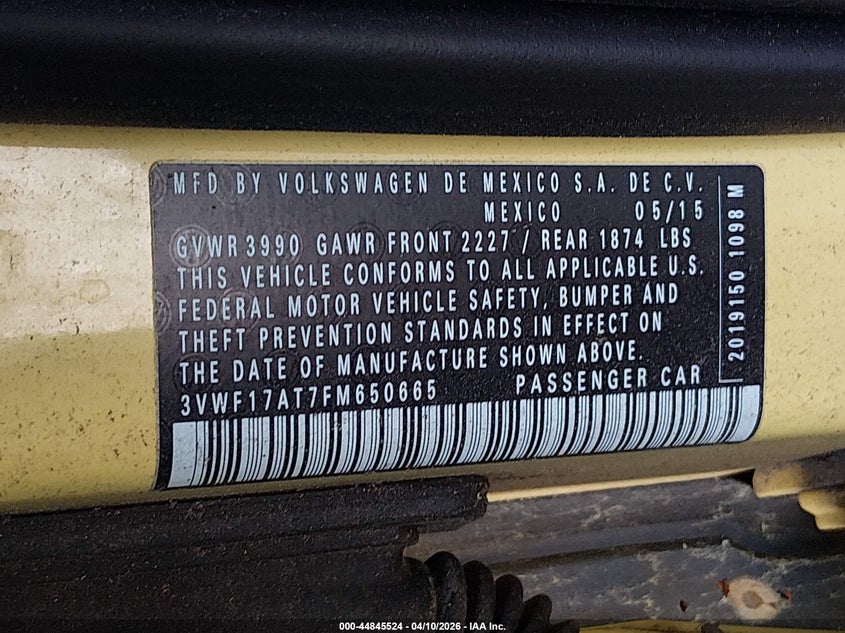 MFD BY VOLKSWAGEN DE MEXICO S.A. DE C.V.
MEXICO 05/15
GVWR 3990 GAWR FRONT 2227 / REAR 1874 LBS
THIS VEHICLE CONFORMS TO ALL APPLICABLE U.S.
FEDERAL MOTOR VEHICLE SAFETY, BUMPER AND
THEFT PREVENTION STANDARDS IN EFFECT ON
THE DATE OF MANUFACTURE SHOWN ABOVE.
3VWF17AT7FM650665 PASSENGER CAR
2019150 1098 M
000-44845524 - 04/10/2026 - IAA Inc.